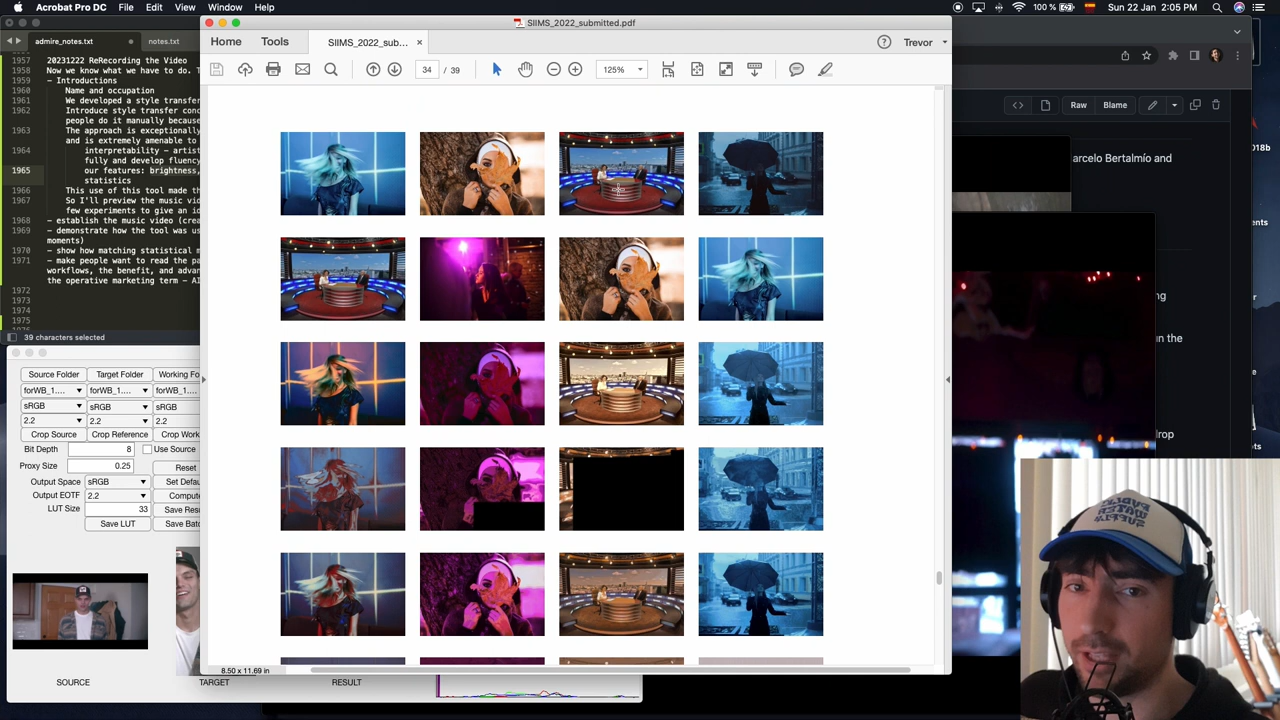 Acrobat Pro DC File Edit View Window Help
100 % Sun 22 Jan 2:05 PM
admire_notes.txt notes.txt
SIIMS_2022_submitted.pdf
Home Tools SIIMS_2022_sub... × Trevor
34 / 39 125%
1957 20231222 ReRecording the Video
1958 Now we know what we have to do. T
1959 - Introductions
1960 Name and occupation
1961 We developed a style transfer
1962 Introduce style transfer conc
people do it manually because
1963 The approach is exceptionally
and is extremely amenable to
1964 interpretability - artist
fully and develop fluency
1965 our features: brightness,
statistics
1966 This use of this tool made th
1967 So I'll preview the music vid
few experiments to give an id
1968 - establish the music video (crea
1969 - demonstrate how the tool was us
moments)
1970 - show how matching statistical m
1971 - make people want to read the pa
workflows, the benefit, and advan
the operative marketing term - AI
1972
1973
1974
1975
39 characters selected
Source Folder Target Folder Working Fo
forWB_1.... forWB_1.... forWB_1....
sRGB sRGB sRGB
2.2 2.2 2.2
Crop Source Crop Reference Crop Work
Bit Depth 8 Use Source
Proxy Size 0.25 Reset
Output Space sRGB Set Defau
Output EOTF 2.2 Compute
LUT Size 33 Save Res
Save LUT Save Batc
SOURCE TARGET RESULT
8.50 x 11.69 in
Raw Blame
arcelo Bertalmío and
ng
un the
drop
018b
ents